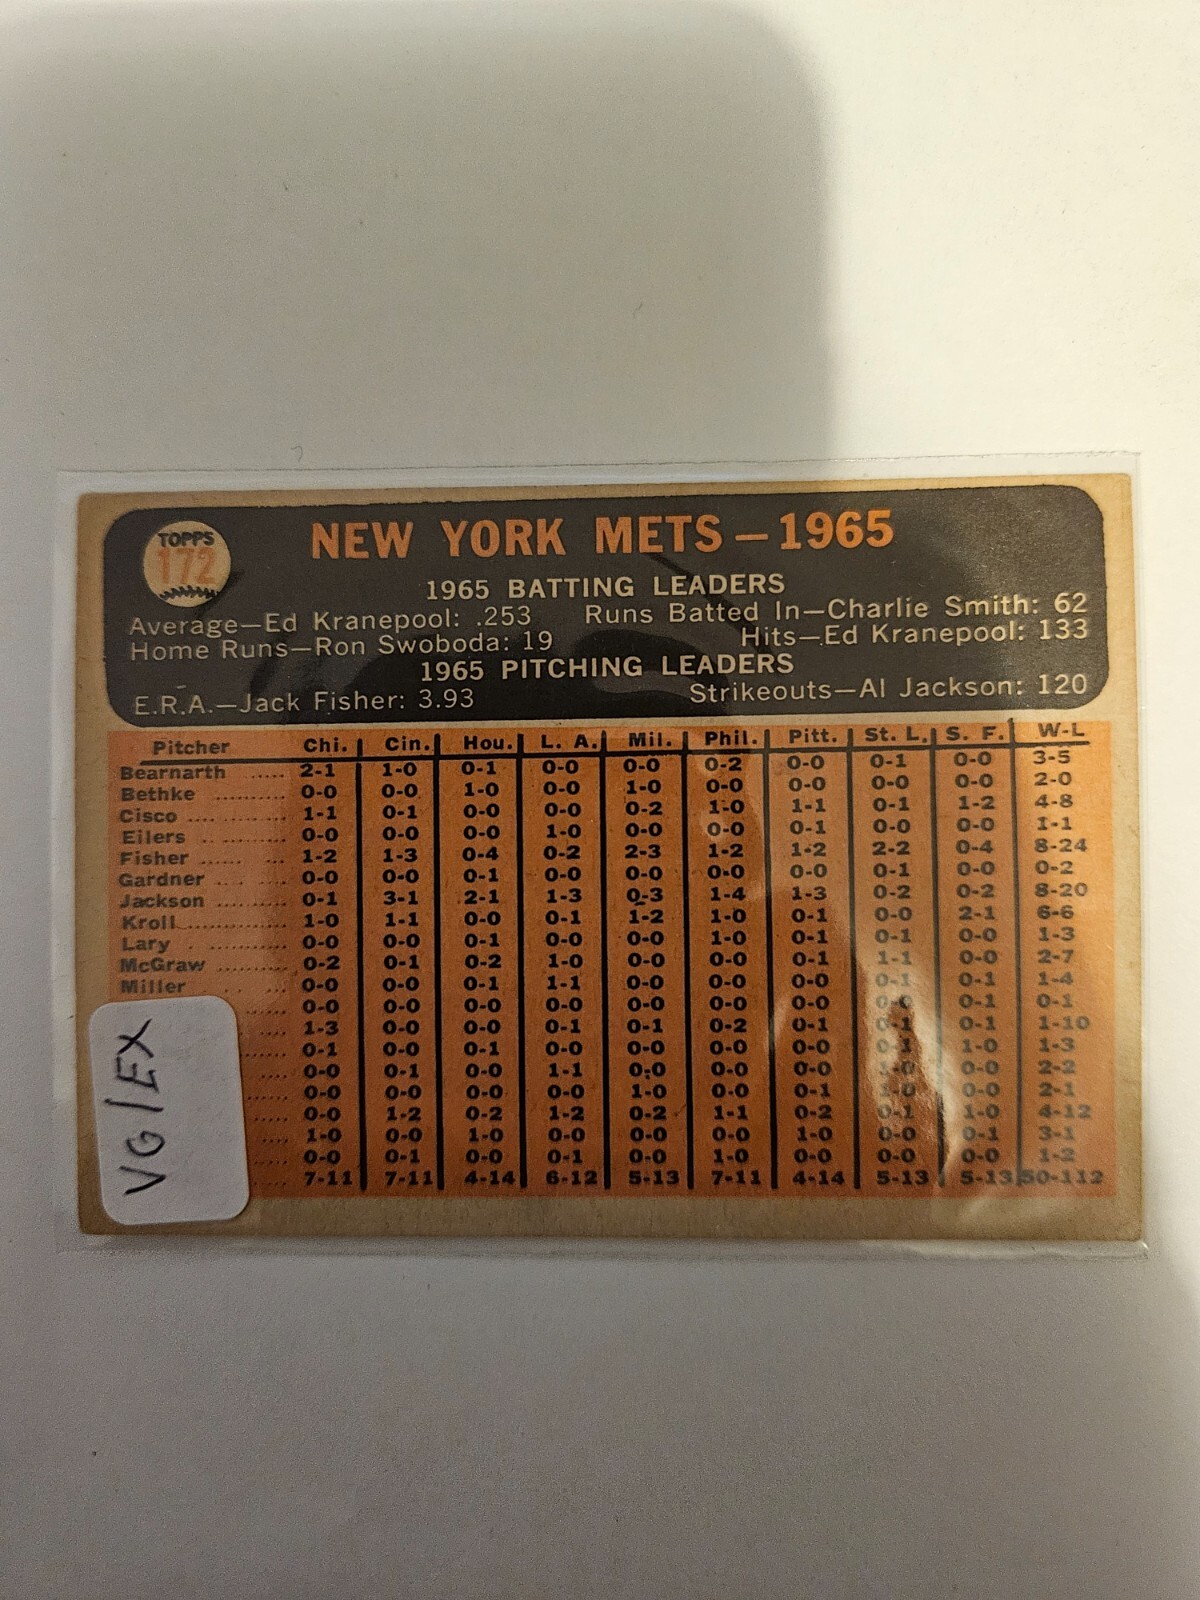 TOPPS
172
NEW YORK METS — 1965
1965 BATTING LEADERS
Average—Ed Kranepool: .253 Runs Batted In—Charlie Smith: 62
Home Runs—Ron Swoboda: 19 Hits—Ed Kranepool: 133
1965 PITCHING LEADERS
E.R.A.—Jack Fisher: 3.93 Strikeouts—Al Jackson: 120
Pitcher Chi. Cin. Hou. L. A. Mil. Phil. Pitt. St. L. S. F. W-L
Bearnarth ..... 2-1 1-0 0-1 0-0 0-0 0-2 0-0 0-1 0-0 3-5
Bethke .......... 0-0 0-0 1-0 0-0 1-0 0-0 0-0 0-0 0-0 2-0
Cisco .............. 1-1 0-1 0-0 0-0 0-2 1-0 1-1 0-1 1-2 4-8
Eilers ............ 0-0 0-0 0-0 1-0 0-0 0-0 0-1 0-0 0-0 1-1
Fisher ............ 1-2 1-3 0-4 0-2 2-3 1-2 1-2 2-2 0-4 8-24
Gardner ......... 0-0 0-0 0-1 0-0 0-0 0-0 0-0 0-1 0-0 0-2
Jackson .......... 0-1 3-1 2-1 1-3 0-3 1-4 1-3 0-2 0-2 8-20
Kroll.............. 1-0 1-1 0-0 0-1 1-2 1-0 0-1 0-0 2-1 6-6
Lary .............. 0-0 0-0 0-1 0-0 0-0 1-0 0-1 0-1 0-0 1-3
McGraw .......... 0-2 0-1 0-2 1-0 0-0 0-0 0-1 1-1 0-0 2-7
Miller ............ 0-0 0-0 0-1 1-1 0-0 0-0 0-0 0-1 0-1 1-4
..... 0-0 0-0 0-0 0-0 0-0 0-0 0-0 0-0 0-1 0-1
.... 1-3 0-0 0-0 0-1 0-1 0-2 0-1 0-1 0-1 1-10
....... 0-1 0-0 0-1 0-0 0-0 0-0 0-0 0-1 1-0 1-3
.... 0-0 0-1 0-0 1-1 0-0 0-0 0-0 1-0 0-0 2-2
...... 0-0 0-0 0-0 0-0 1-0 0-0 0-1 1-0 0-0 2-1
...... 0-0 1-2 0-2 1-2 0-2 1-1 0-2 0-1 1-0 4-12
.... 1-0 0-0 1-0 0-0 0-0 0-0 1-0 0-0 0-1 3-1
..... 0-0 0-1 0-0 0-1 0-0 1-0 0-0 0-0 0-0 1-2
..... 7-11 7-11 4-14 6-12 5-13 7-11 4-14 5-13 5-13 50-112
VG/EX